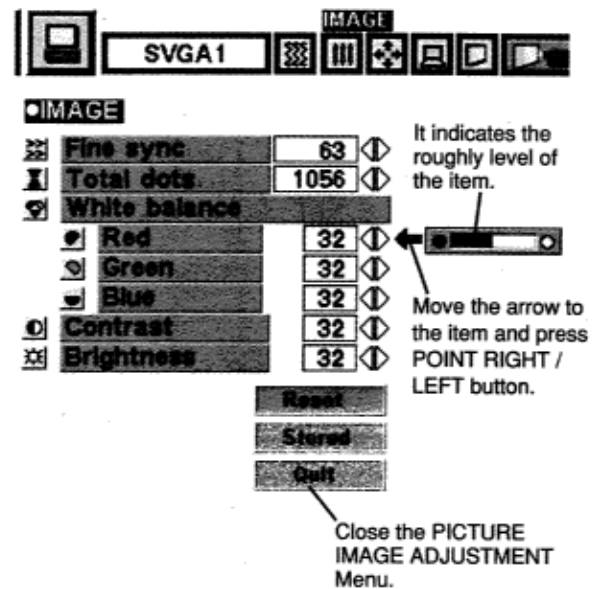 IMAGE
SVGA1
IMAGE
Fine sync 63
Total dots 1056
White balance
Red 32
Green 32
Blue 32
Contrast 32
Brightness 32
Reset
Stored
Quit
It indicates the
roughly level of
the item.
Move the arrow to
the item and press
POINT RIGHT /
LEFT button.
Close the PICTURE
IMAGE ADJUSTMENT
Menu.